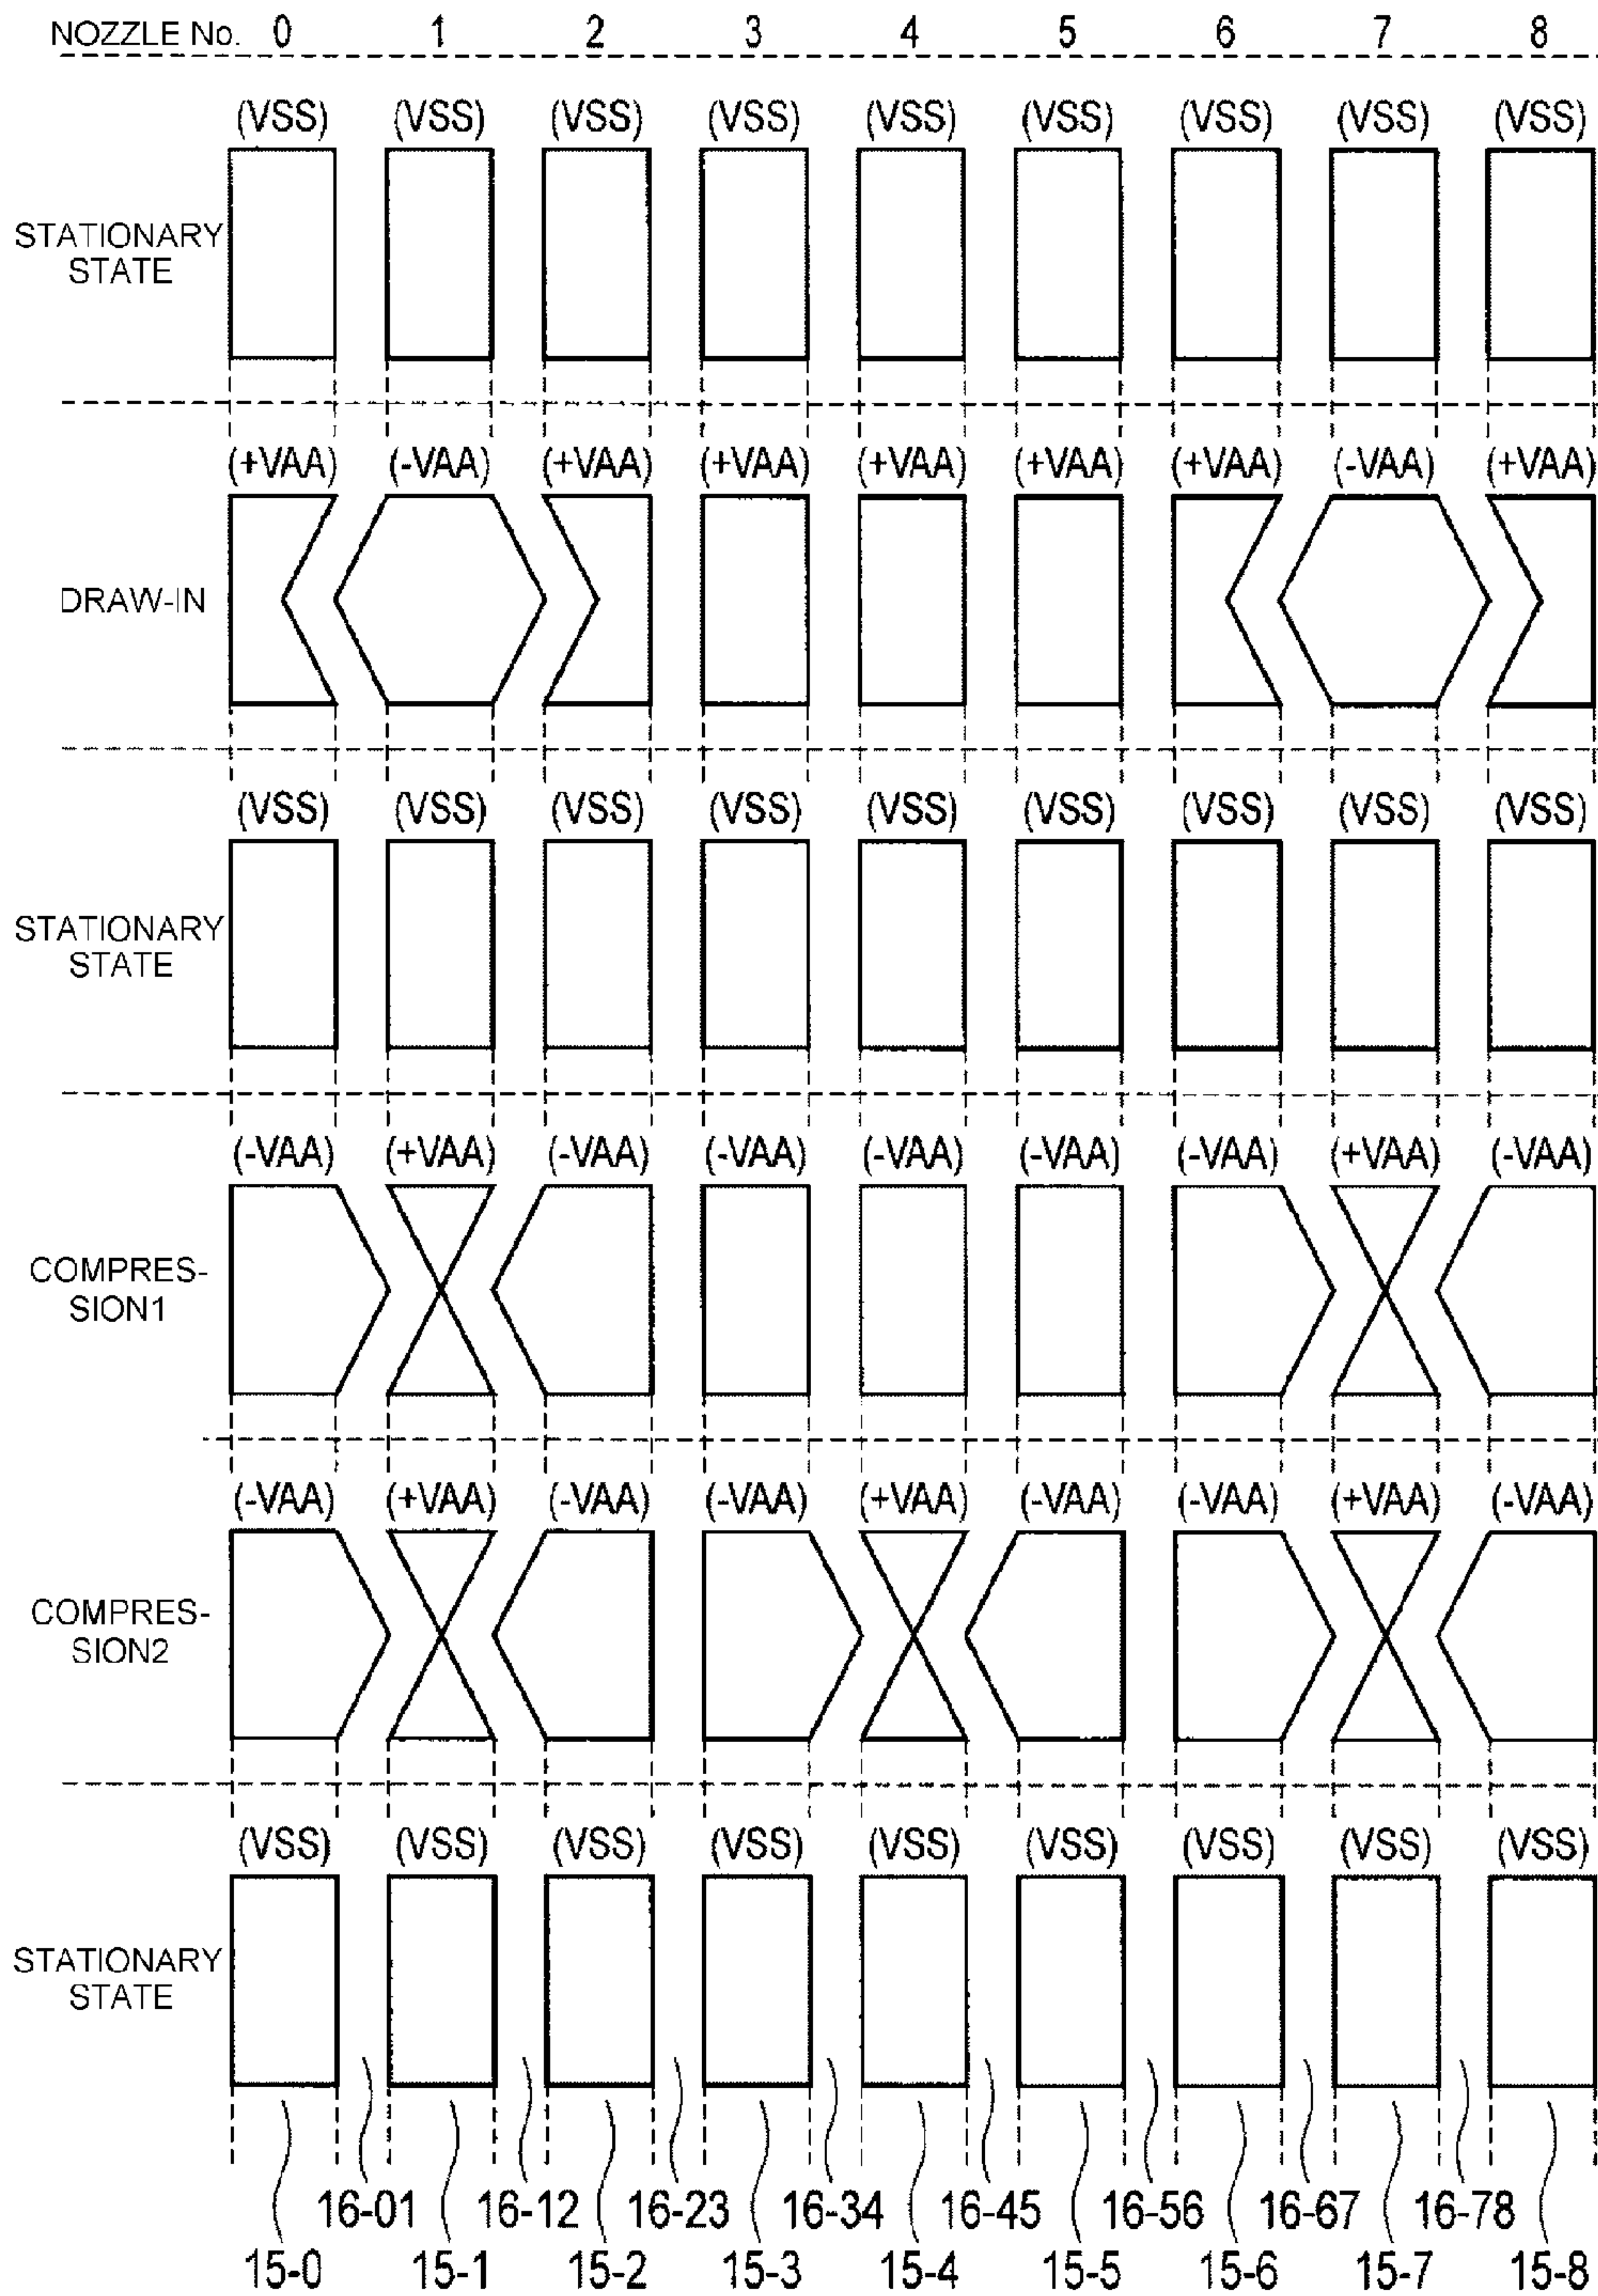 NOZZLE No. 0 1 2 3 4 5 6 7 8
(VSS) (VSS) (VSS) (VSS) (VSS) (VSS) (VSS) (VSS) (VSS)
STATIONARY
STATE
(+VAA) (-VAA) (+VAA) (+VAA) (+VAA) (+VAA) (+VAA) (-VAA) (+VAA)
DRAW-IN
(VSS) (VSS) (VSS) (VSS) (VSS) (VSS) (VSS) (VSS) (VSS)
STATIONARY
STATE
(-VAA) (+VAA) (-VAA) (-VAA) (-VAA) (-VAA) (-VAA) (+VAA) (-VAA)
COMPRES-
SION1
(-VAA) (+VAA) (-VAA) (-VAA) (+VAA) (-VAA) (-VAA) (+VAA) (-VAA)
COMPRES-
SION2
(VSS) (VSS) (VSS) (VSS) (VSS) (VSS) (VSS) (VSS) (VSS)
STATIONARY
STATE
16-01 16-12 16-23 16-34 16-45 16-56 16-67 16-78
15-0 15-1 15-2 15-3 15-4 15-5 15-6 15-7 15-8